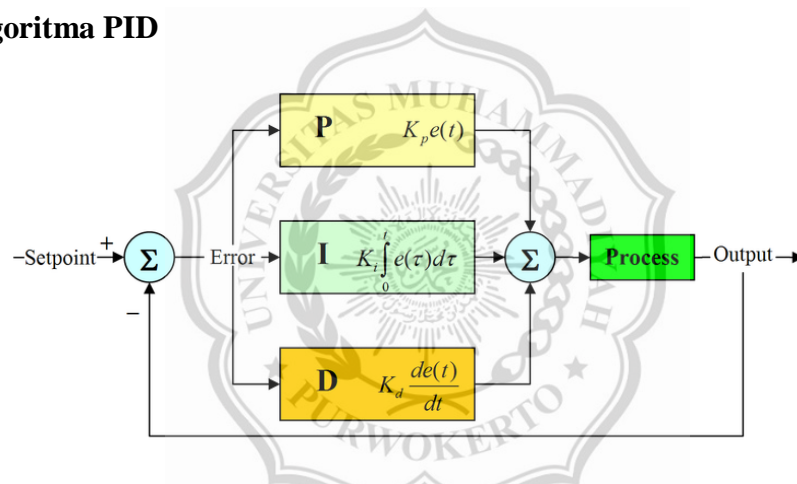 goritma PID
UNIVERSITAS MUHAMMADIYAH
PURWOKERTO
P K_p e(t)
−Setpoint + Σ Error I K_i ∫_0^t e(τ)dτ Σ Process Output
−
D K_d de(t)/dt